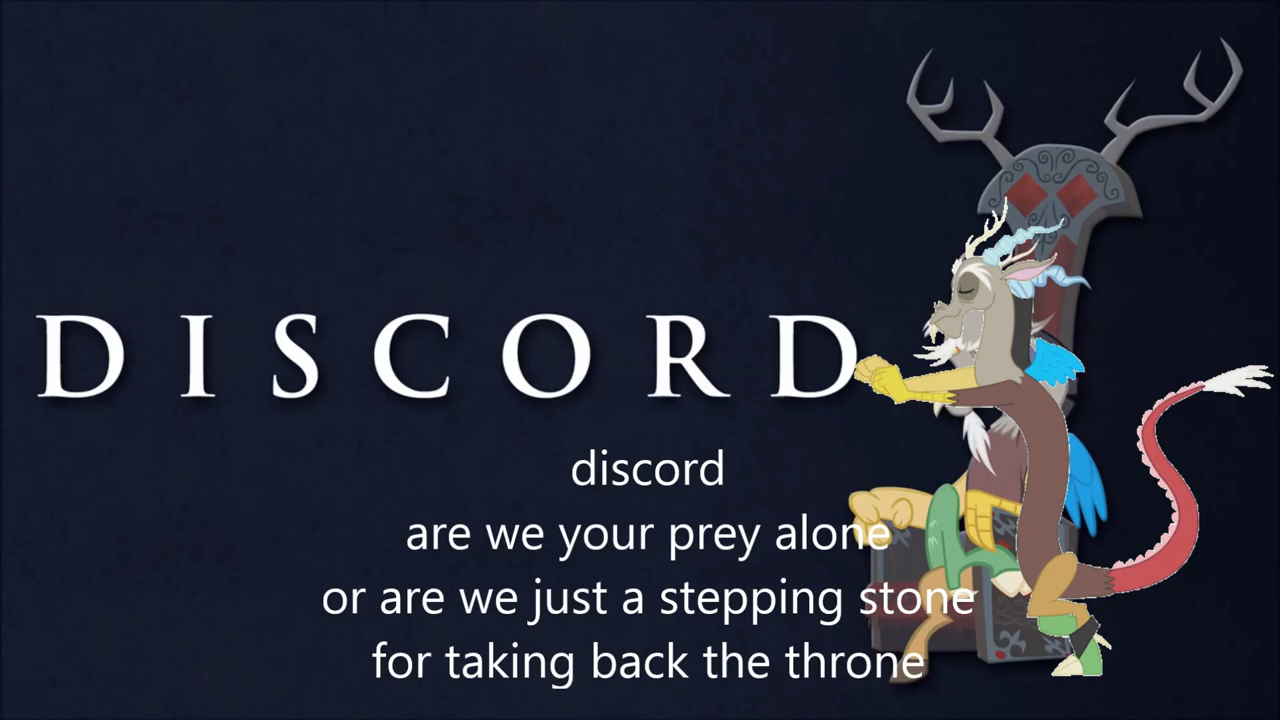 DISCORD
discord
are we your prey alone
or are we just a stepping stone
for taking back the throne